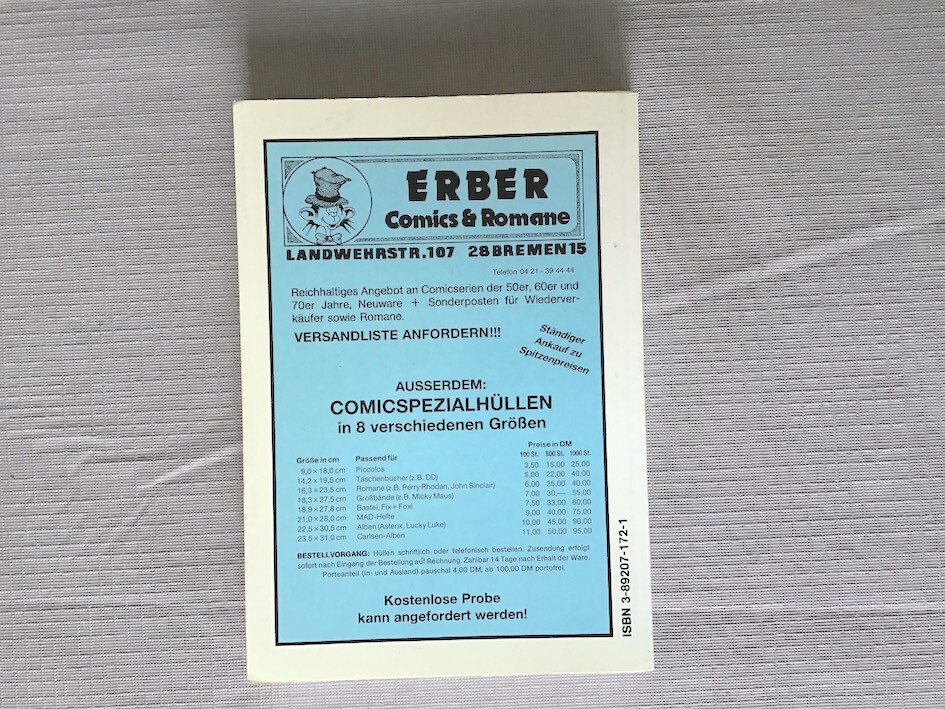 ERBER
Comics & Romane
LANDWEHRSTR. 107 28 BREMEN 15
Telefon 04 21 - 39 44 44
Reichhaltiges Angebot an Comicserien der 50er, 60er und
70er Jahre, Neuware + Sonderposten für Wiederver-
käufer sowie Romane.
VERSANDLISTE ANFORDERN!!!
Ständiger
Ankauf zu
Spitzenpreisen
AUSSERDEM:
COMICSPEZIALHÜLLEN
in 8 verschiedenen Größen
Preise in DM
Größe in cm Passend für 100 St. 500 St. 1000 St.
9,0 × 18,0 cm Piccolos 3,50 15,00 25,00
14,2 × 19,5 cm Taschenbücher (z.B. DD) 5,00 22,00 40,00
16,3 × 23,5 cm Romane (z.B. Perry Rhodan, John Sinclair) 6,00 25,00 40,00
18,3 × 27,5 cm Großbände (z.B. Micky Maus) 7,00 30,— 55,00
18,9 × 27,8 cm Bastei, Fix + Foxi 7,50 33,00 60,00
21,0 × 28,0 cm MAD-Hefte 9,00 40,00 75,00
22,5 × 30,5 cm Alben (Asterix, Lucky Luke) 10,00 45,00 90,00
23,5 × 31,0 cm Carlsen-Alben 11,00 50,00 95,00
BESTELLVORGANG: Hüllen schriftlich oder telefonisch bestellen. Zusendung erfolgt
sofort nach Eingang der Bestellung auf Rechnung. Zahlbar 14 Tage nach Erhalt der Ware.
Portoanteil (In- und Ausland) pauschal 4,00 DM, ab 100,00 DM portofrei.
Kostenlose Probe
kann angefordert werden!
ISBN 3-89207-172-1